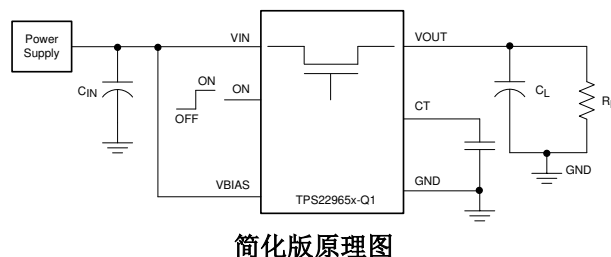 Power
Supply
VIN
VOUT
CIN
ON
OFF
ON
CT
CL
GND
VBIAS
GND
TPS22965x-Q1
简化版原理图